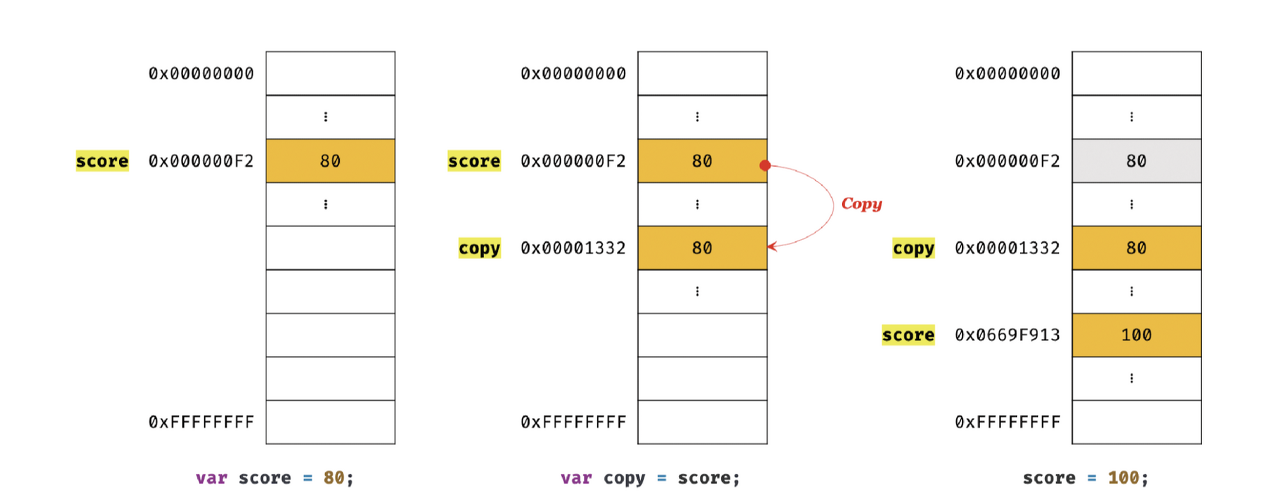 0x00000000
⋮
score 0x000000F2 80
⋮
0xFFFFFFFF
var score = 80;
0x00000000
⋮
score 0x000000F2 80
⋮
Copy
copy 0x00001332 80
⋮
0xFFFFFFFF
var copy = score;
0x00000000
⋮
0x000000F2 80
⋮
copy 0x00001332 80
score 0x0669F913 100
⋮
0xFFFFFFFF
score = 100;